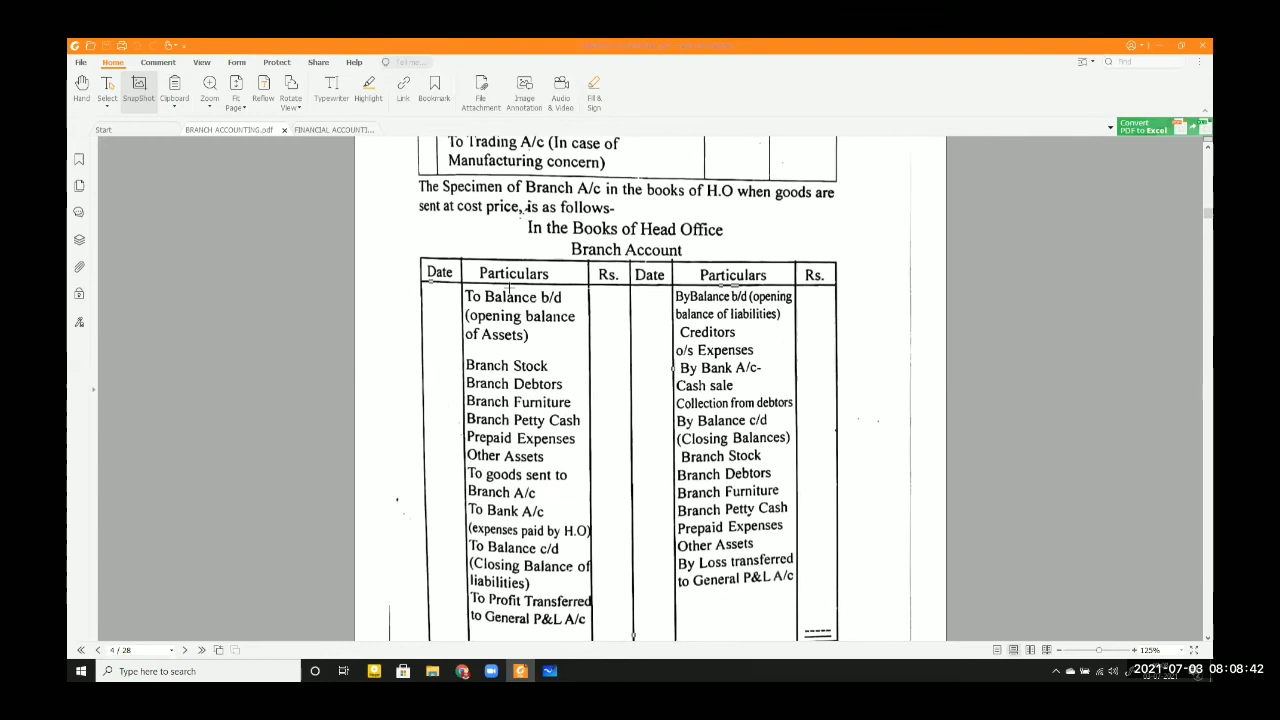 File Home Comment View Form Protect Share Help Tell me... Find
Hand Select SnapShot Clipboard Zoom Fit Page Reflow Rotate View Typewriter Highlight Link Bookmark File Attachment Image Annotation Audio & Video Fill & Sign
Start BRANCH ACCOUNTING.pdf FINANCIAL ACCOUNTI... Convert PDF to Excel
To Trading A/c (In case of
Manufacturing concern)
The Specimen of Branch A/c in the books of H.O when goods are
sent at cost price, is as follows-
In the Books of Head Office
Branch Account
Date Particulars Rs. Date Particulars Rs.
To Balance b/d
(opening balance
of Assets)
Branch Stock
Branch Debtors
Branch Furniture
Branch Petty Cash
Prepaid Expenses
Other Assets
To goods sent to
Branch A/c
To Bank A/c
(expenses paid by H.O)
To Balance c/d
(Closing Balance of
liabilities)
To Profit Transferred
to General P&L A/c
ByBalance b/d (opening
balance of liabilities)
Creditors
o/s Expenses
By Bank A/c-
Cash sale
Collection from debtors
By Balance c/d
(Closing Balances)
Branch Stock
Branch Debtors
Branch Furniture
Branch Petty Cash
Prepaid Expenses
Other Assets
By Loss transferred
to General P&L A/c
4 / 28 125%
Type here to search
2021-07-03 08:08:42